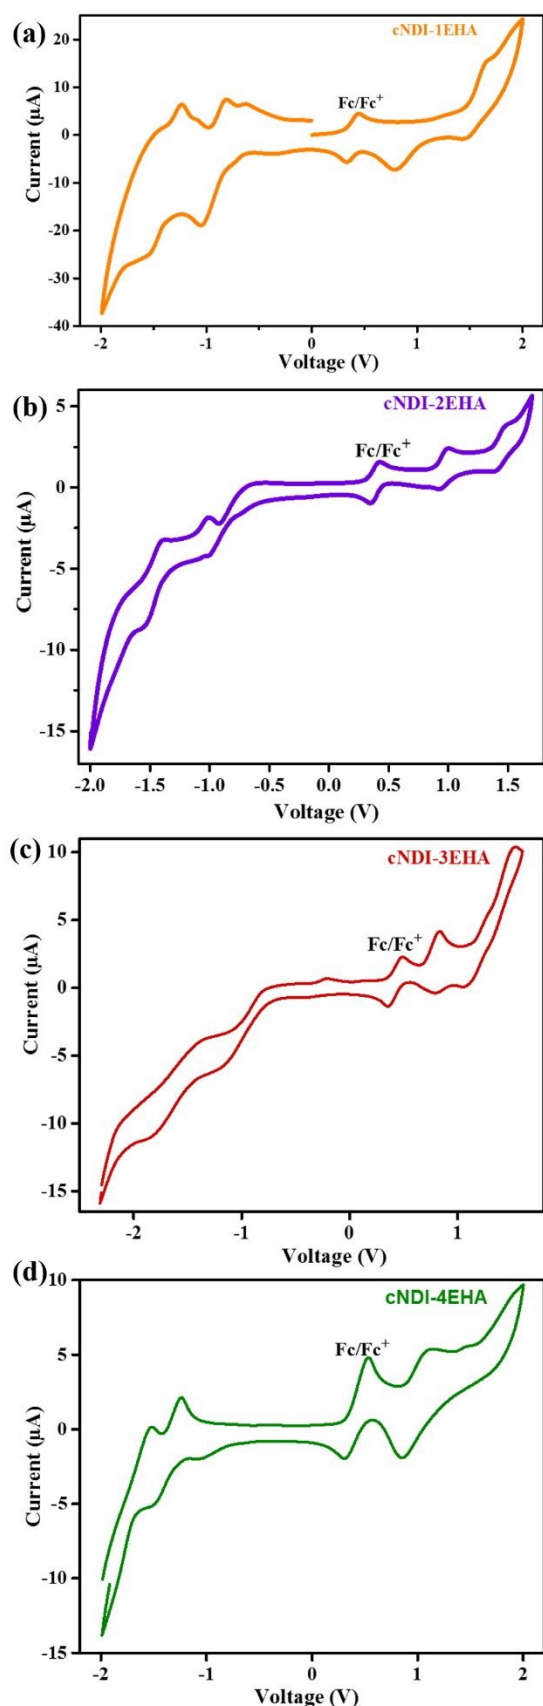 (a)
cNDI-1EHA
Fc/Fc+
Current (µA)
20
10
0
-10
-20
-30
-40
-2
-1
0
1
2
Voltage (V)
(b)
cNDI-2EHA
Fc/Fc+
Current (µA)
5
0
-5
-10
-15
-2.0
-1.5
-1.0
-0.5
0.0
0.5
1.0
1.5
Voltage (V)
(c)
cNDI-3EHA
Fc/Fc+
Current (µA)
10
5
0
-5
-10
-15
-2
-1
0
1
Voltage (V)
(d)
cNDI-4EHA
Fc/Fc+
Current (µA)
10
5
0
-5
-10
-15
-2
-1
0
1
2
Voltage (V)